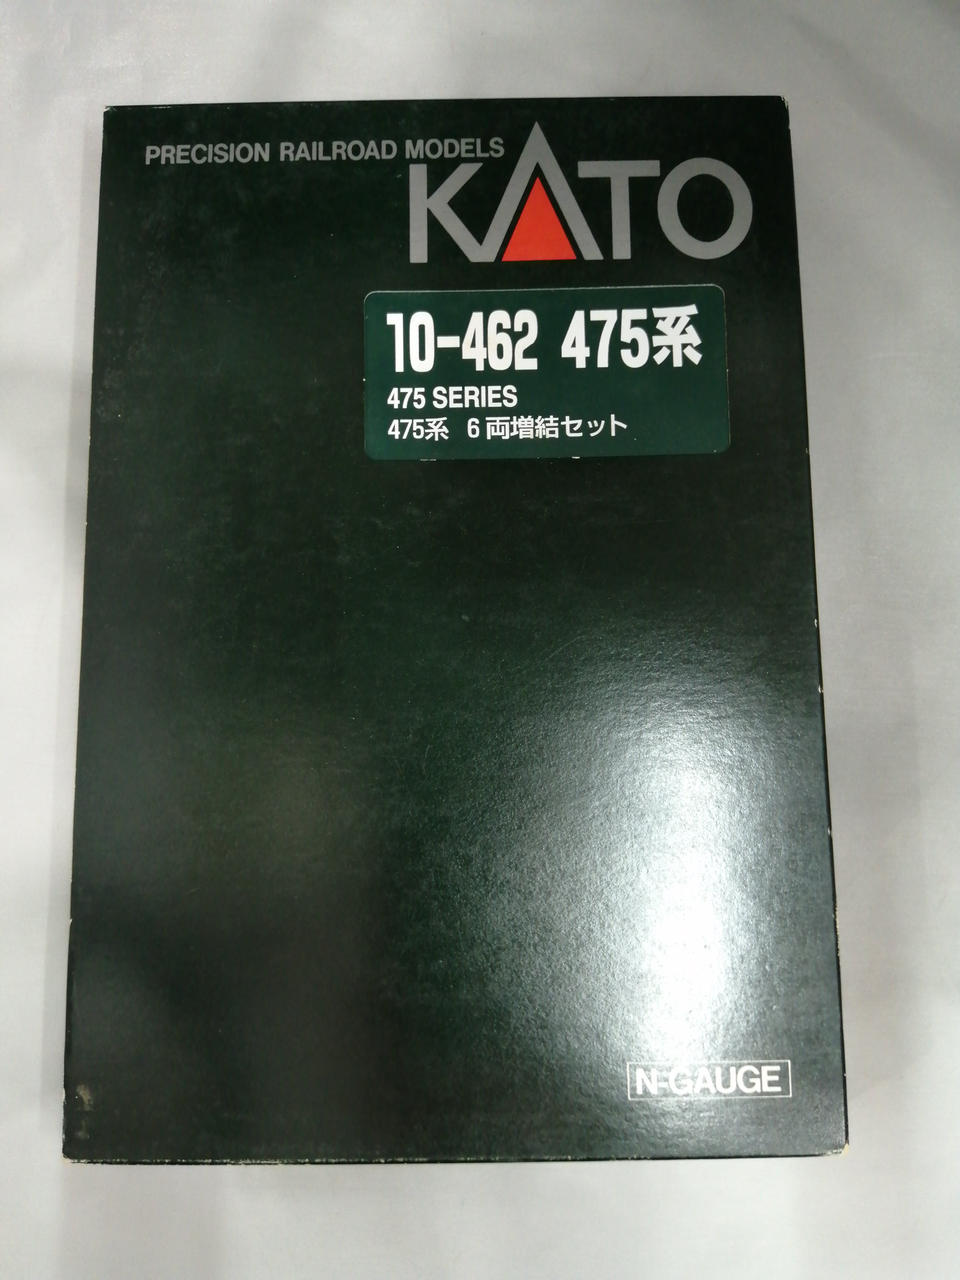 PRECISION RAILROAD MODELS
KATO
10-462 475系
475 SERIES
475系 6両増結セット
N-GAUGE